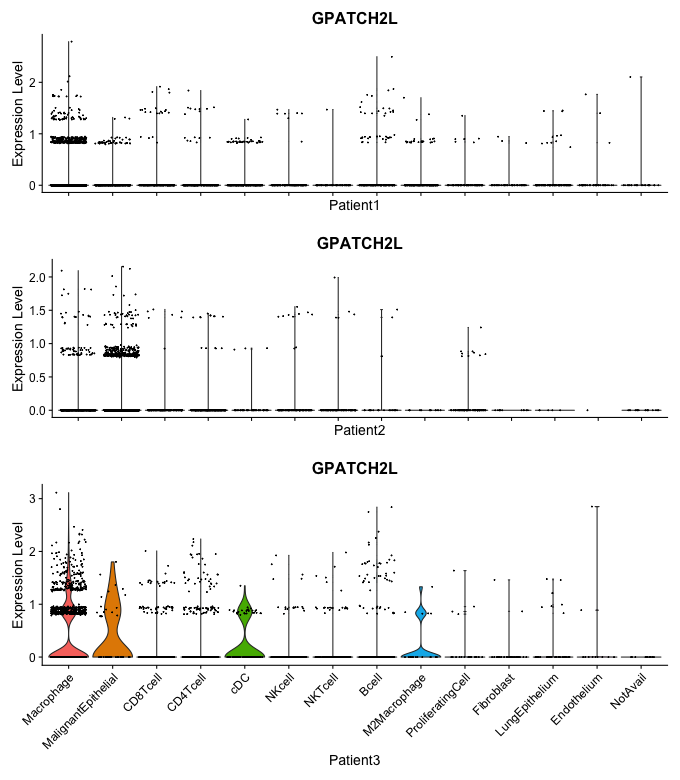 GPATCH2L
Expression Level
2
1
0
Patient1
GPATCH2L
Expression Level
2.0
1.5
1.0
0.5
0.0
Patient2
GPATCH2L
Expression Level
3
2
1
0
Macrophage
MalignantEpithelial
CD8Tcell
CD4Tcell
cDC
NKcell
NKTcell
Bcell
M2Macrophage
ProliferatingCell
Fibroblast
LungEpithelium
Endothelium
NotAvail
Patient3